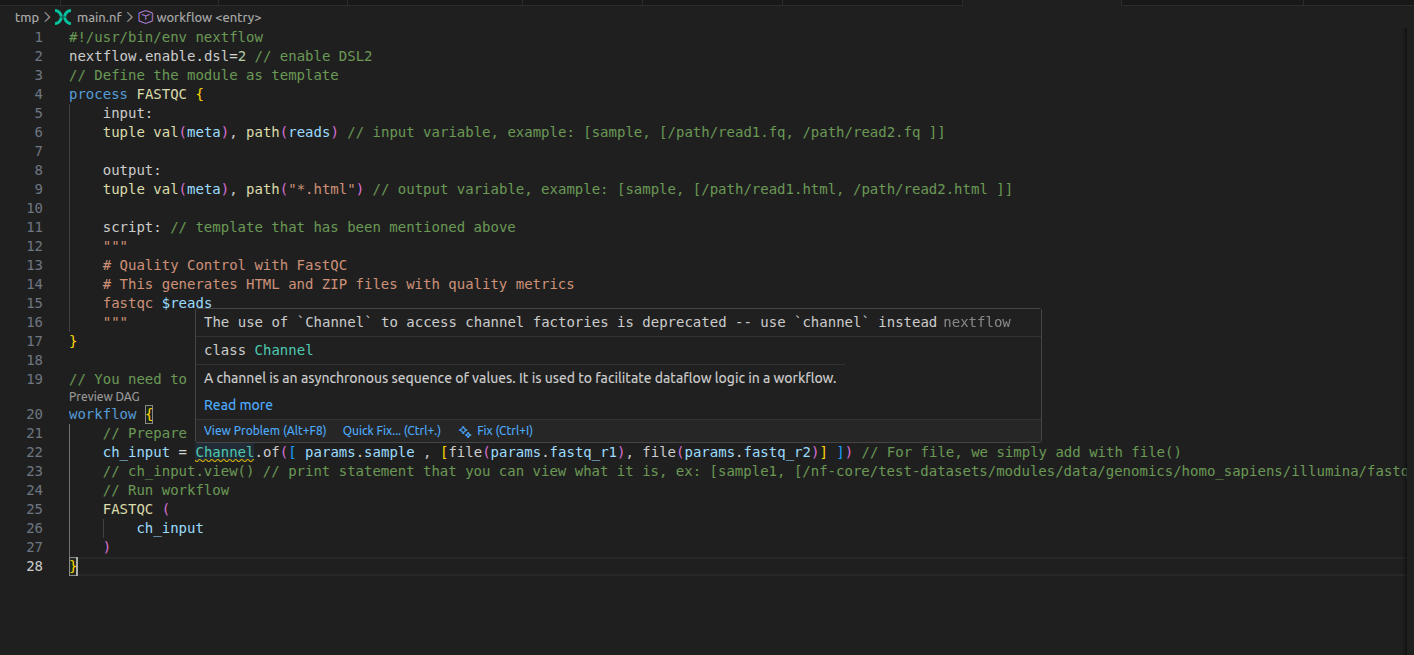 tmp > main.nf > workflow <entry>
1 #!/usr/bin/env nextflow
2 nextflow.enable.dsl=2 // enable DSL2
3 // Define the module as template
4 process FASTQC {
5     input:
6     tuple val(meta), path(reads) // input variable, example: [sample, [/path/read1.fq, /path/read2.fq ]]
7
8     output:
9     tuple val(meta), path("*.html") // output variable, example: [sample, [/path/read1.html, /path/read2.html ]]
10
11     script: // template that has been mentioned above
12     """
13     # Quality Control with FastQC
14     # This generates HTML and ZIP files with quality metrics
15     fastqc $reads
16     """
The use of `Channel` to access channel factories is deprecated -- use `channel` instead nextflow
17 }
class Channel
18
19 // You need to
A channel is an asynchronous sequence of values. It is used to facilitate dataflow logic in a workflow.
Preview DAG
Read more
20 workflow {
21     // Prepare
View Problem (Alt+F8) Quick Fix... (Ctrl+.) Fix (Ctrl+I)
22     ch_input = Channel.of([ params.sample , [file(params.fastq_r1), file(params.fastq_r2)] ]) // For file, we simply add with file()
23     // ch_input.view() // print statement that you can view what it is, ex: [sample1, [/nf-core/test-datasets/modules/data/genomics/homo_sapiens/illumina/fastq
24     // Run workflow
25     FASTQC (
26         ch_input
27     )
28 }